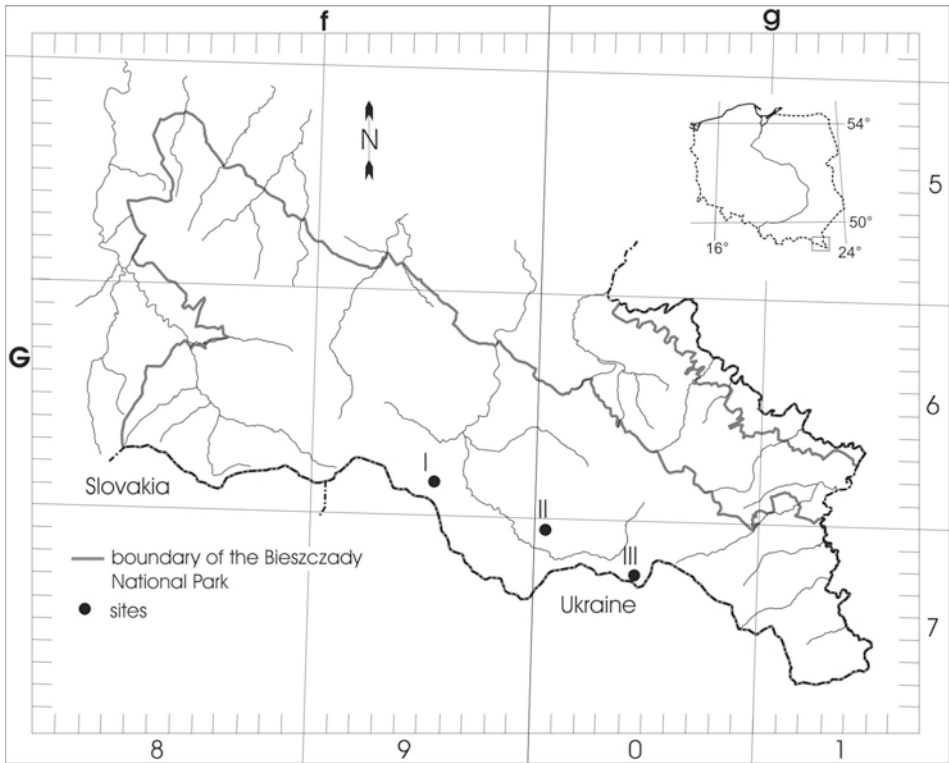 f g
N
54°
50°
16° 24°
5
G
6
I
Slovakia
II
III
boundary of the Bieszczady
National Park
sites
Ukraine
7
8 9 0 1